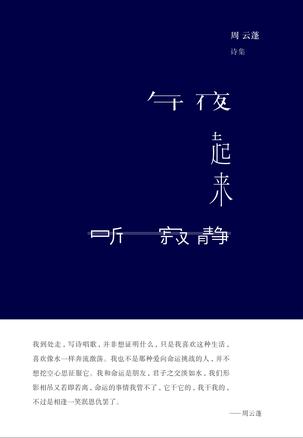 周 云蓬
诗集
午夜
起
来
听 寂静
我到处走，写诗唱歌，并非想证明什么，只是我喜欢这种生活，
喜欢像水一样奔流激荡。我也不是那种爱向命运挑战的人，并不
想挖空心思征服它。我和命运是朋友，君子之交淡如水，我们形
影相吊又若即若离，命运的事情我管不了，它干它的，我干我的，
不过是相逢一笑泯恩仇罢了。
——周云蓬